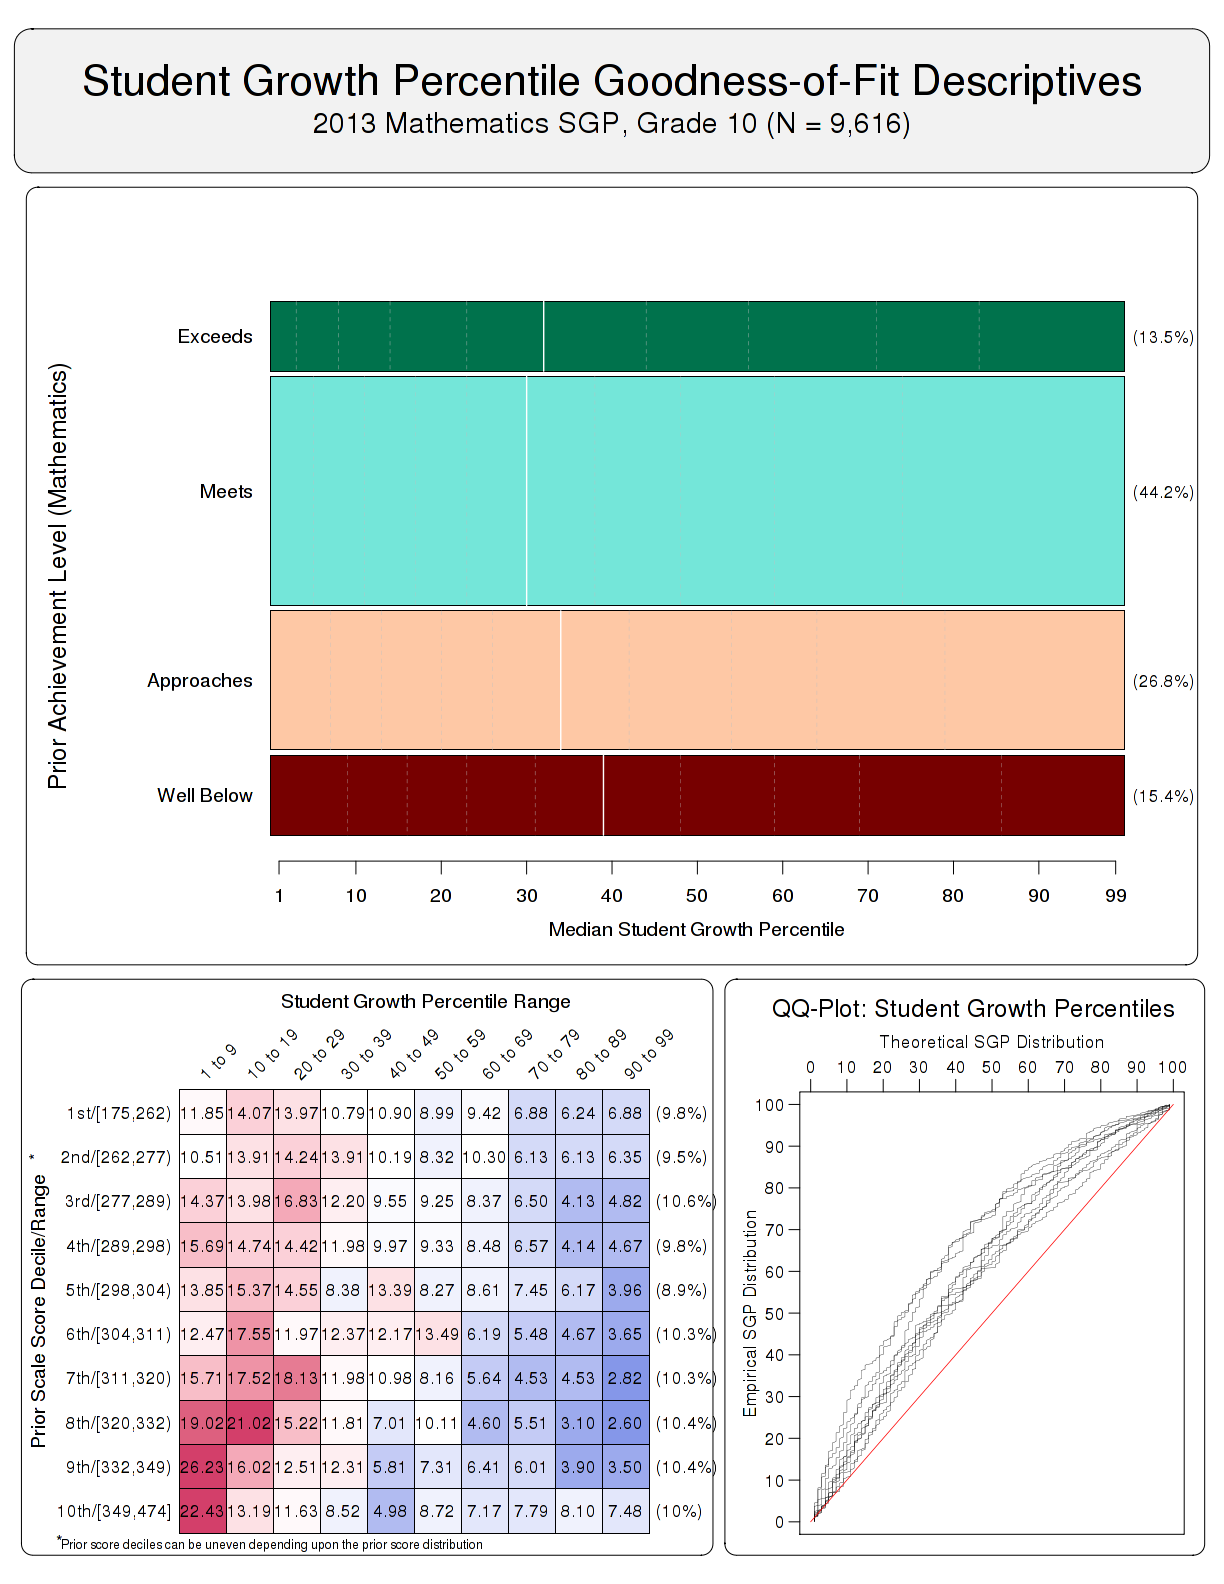 Student Growth Percentile Goodness-of-Fit Descriptives
2013 Mathematics SGP, Grade 10 (N = 9,616)
Prior Achievement Level (Mathematics)
Exceeds (13.5%)
Meets (44.2%)
Approaches (26.8%)
Well Below (15.4%)
1 10 20 30 40 50 60 70 80 90 99
Median Student Growth Percentile
Student Growth Percentile Range
1 to 9 10 to 19 20 to 29 30 to 39 40 to 49 50 to 59 60 to 69 70 to 79 80 to 89 90 to 99
Prior Scale Score Decile/Range *
1st/[175,262) 11.85 14.07 13.97 10.79 10.90 8.99 9.42 6.88 6.24 6.88 (9.8%)
2nd/[262,277) 10.51 13.91 14.24 13.91 10.19 8.32 10.30 6.13 6.13 6.35 (9.5%)
3rd/[277,289) 14.37 13.98 16.83 12.20 9.55 9.25 8.37 6.50 4.13 4.82 (10.6%)
4th/[289,298) 15.69 14.74 14.42 11.98 9.97 9.33 8.48 6.57 4.14 4.67 (9.8%)
5th/[298,304) 13.85 15.37 14.55 8.38 13.39 8.27 8.61 7.45 6.17 3.96 (8.9%)
6th/[304,311) 12.47 17.55 11.97 12.37 12.17 13.49 6.19 5.48 4.67 3.65 (10.3%)
7th/[311,320) 15.71 17.52 18.13 11.98 10.98 8.16 5.64 4.53 4.53 2.82 (10.3%)
8th/[320,332) 19.02 21.02 15.22 11.81 7.01 10.11 4.60 5.51 3.10 2.60 (10.4%)
9th/[332,349) 26.23 16.02 12.51 12.31 5.81 7.31 6.41 6.01 3.90 3.50 (10.4%)
10th/[349,474] 22.43 13.19 11.63 8.52 4.98 8.72 7.17 7.79 8.10 7.48 (10%)
*Prior score deciles can be uneven depending upon the prior score distribution
QQ-Plot: Student Growth Percentiles
Theoretical SGP Distribution
0 10 20 30 40 50 60 70 80 90 100
Empirical SGP Distribution
100
90
80
70
60
50
40
30
20
10
0